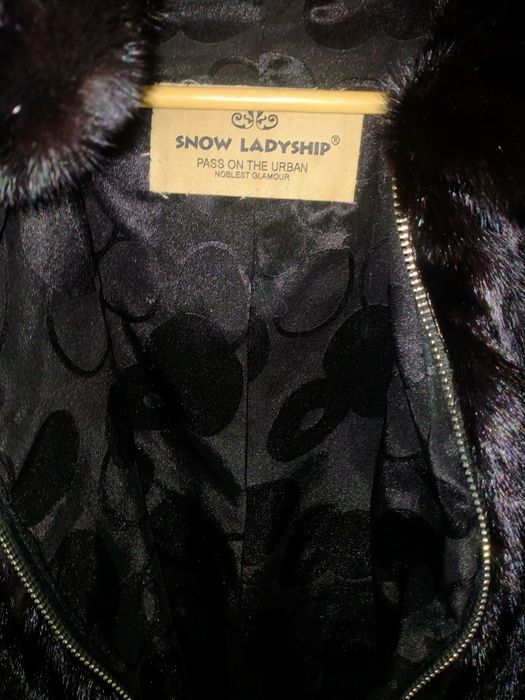 SNOW LADYSHIP®
PASS ON THE URBAN
NOBLEST GLAMOUR